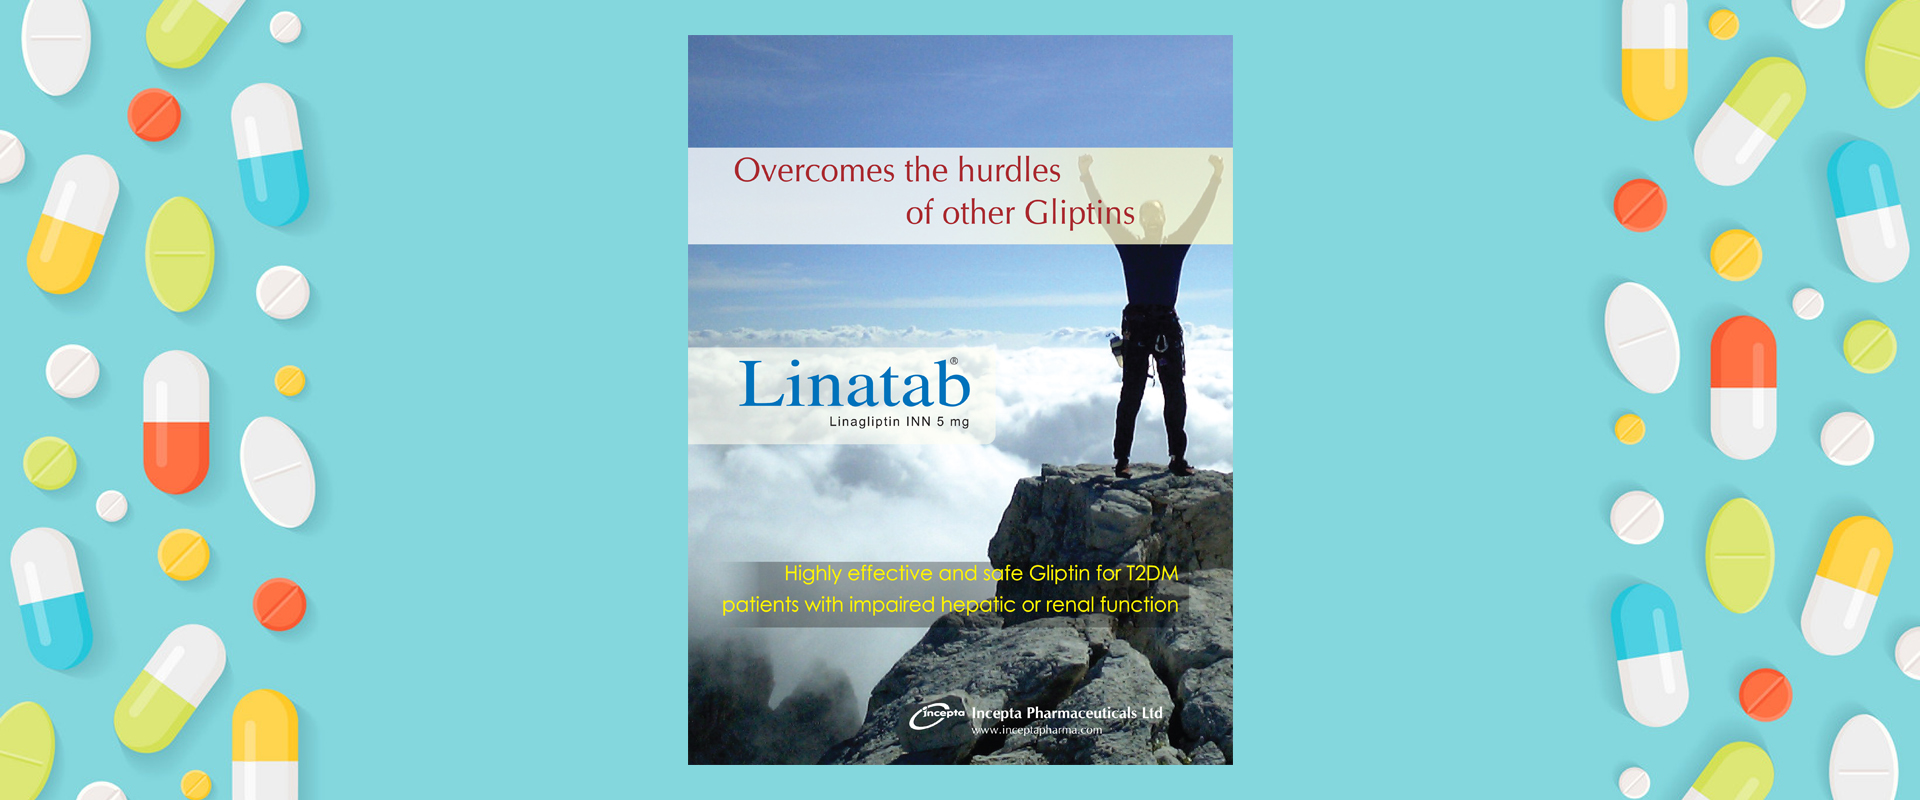 Overcomes the hurdles
of other Gliptins
Linatab®
Linagliptin INN 5 mg
Highly effective and safe Gliptin for T2DM
patients with impaired hepatic or renal function
incepta Incepta Pharmaceuticals Ltd
www.inceptapharma.com